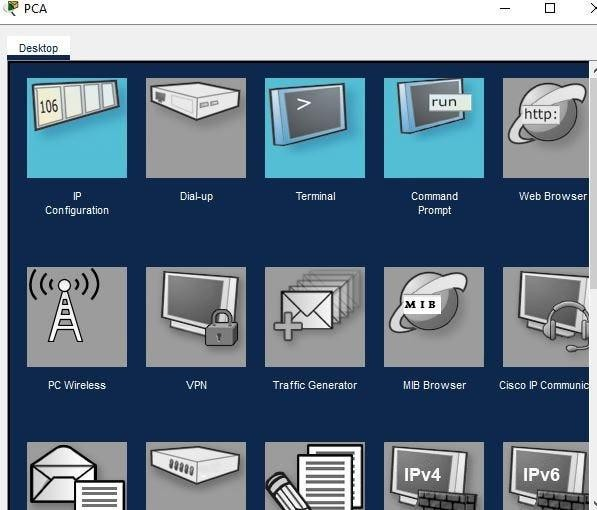 PCA
Desktop
106
>
run
http:
IP
Configuration
Dial-up
Terminal
Command
Prompt
Web Browser
MIB
PC Wireless
VPN
Traffic Generator
MIB Browser
Cisco IP Communic
IPv4
IPv6